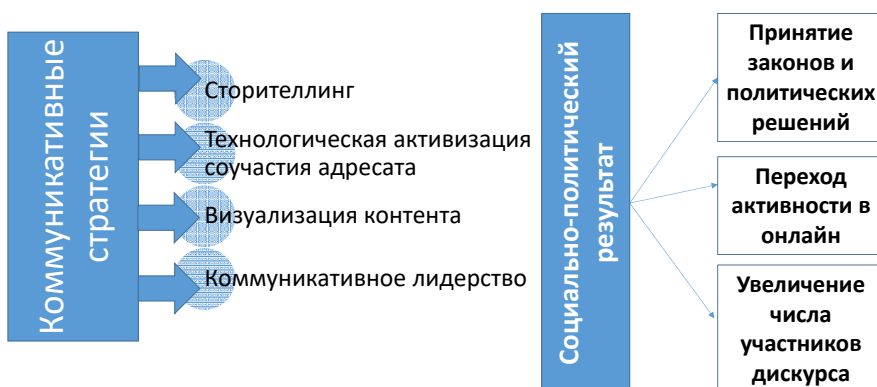 Коммуникативные
стратегии
Сторителлинг
Технологическая активизация
соучастия адресата
Визуализация контента
Коммуникативное лидерство
Социально-политический
результат
Принятие
законов и
политических
решений
Переход
активности в
онлайн
Увеличение
числа
участников
дискурса